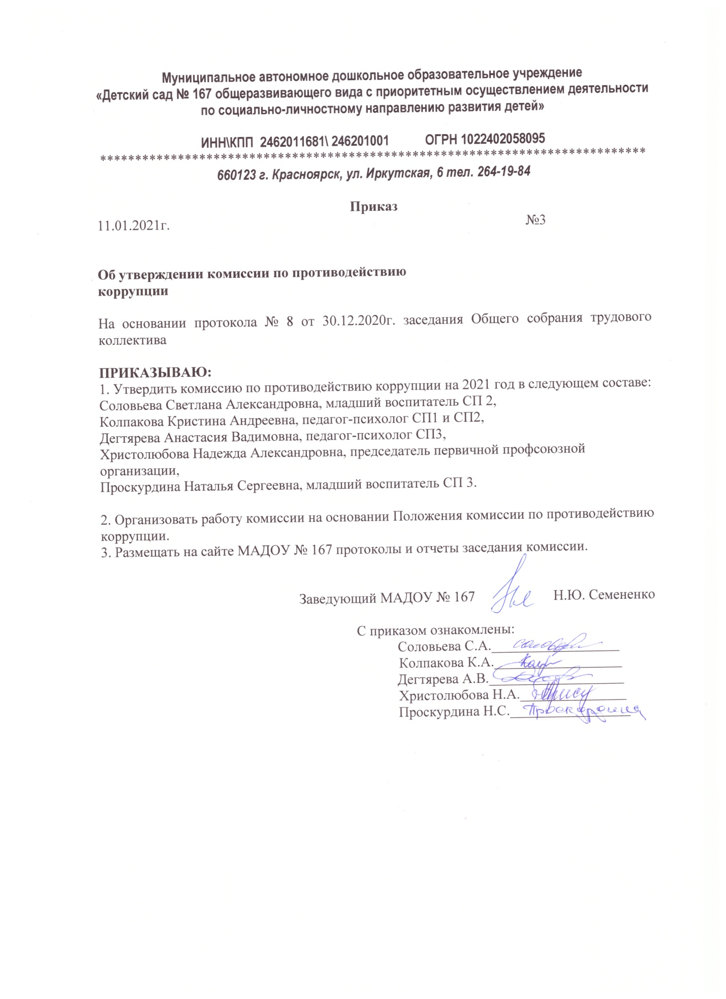 Муниципальное автономное дошкольное образовательное учреждение
«Детский сад № 167 общеразвивающего вида с приоритетным осуществлением деятельности
по социально-личностному направлению развития детей»
ИНН\КПП 2462011681\ 246201001 ОГРН 1022402058095
******************************************************************************
660123 г. Красноярск, ул. Иркутская, 6 тел. 264-19-84
Приказ
11.01.2021г. №3
Об утверждении комиссии по противодействию
коррупции
На основании протокола № 8 от 30.12.2020г. заседания Общего собрания трудового
коллектива
ПРИКАЗЫВАЮ:
1. Утвердить комиссию по противодействию коррупции на 2021 год в следующем составе:
Соловьева Светлана Александровна, младший воспитатель СП 2,
Колпакова Кристина Андреевна, педагог-психолог СП1 и СП2,
Дегтярева Анастасия Вадимовна, педагог-психолог СП3,
Христолюбова Надежда Александровна, председатель первичной профсоюзной
организации,
Проскурдина Наталья Сергеевна, младший воспитатель СП 3.
2. Организовать работу комиссии на основании Положения комиссии по противодействию
коррупции.
3. Размещать на сайте МАДОУ № 167 протоколы и отчеты заседания комиссии.
Заведующий МАДОУ № 167 Н.Ю. Семененко
С приказом ознакомлены:
Соловьева С.А.
Колпакова К.А.
Дегтярева А.В.
Христолюбова Н.А.
Проскурдина Н.С. Проскурдина